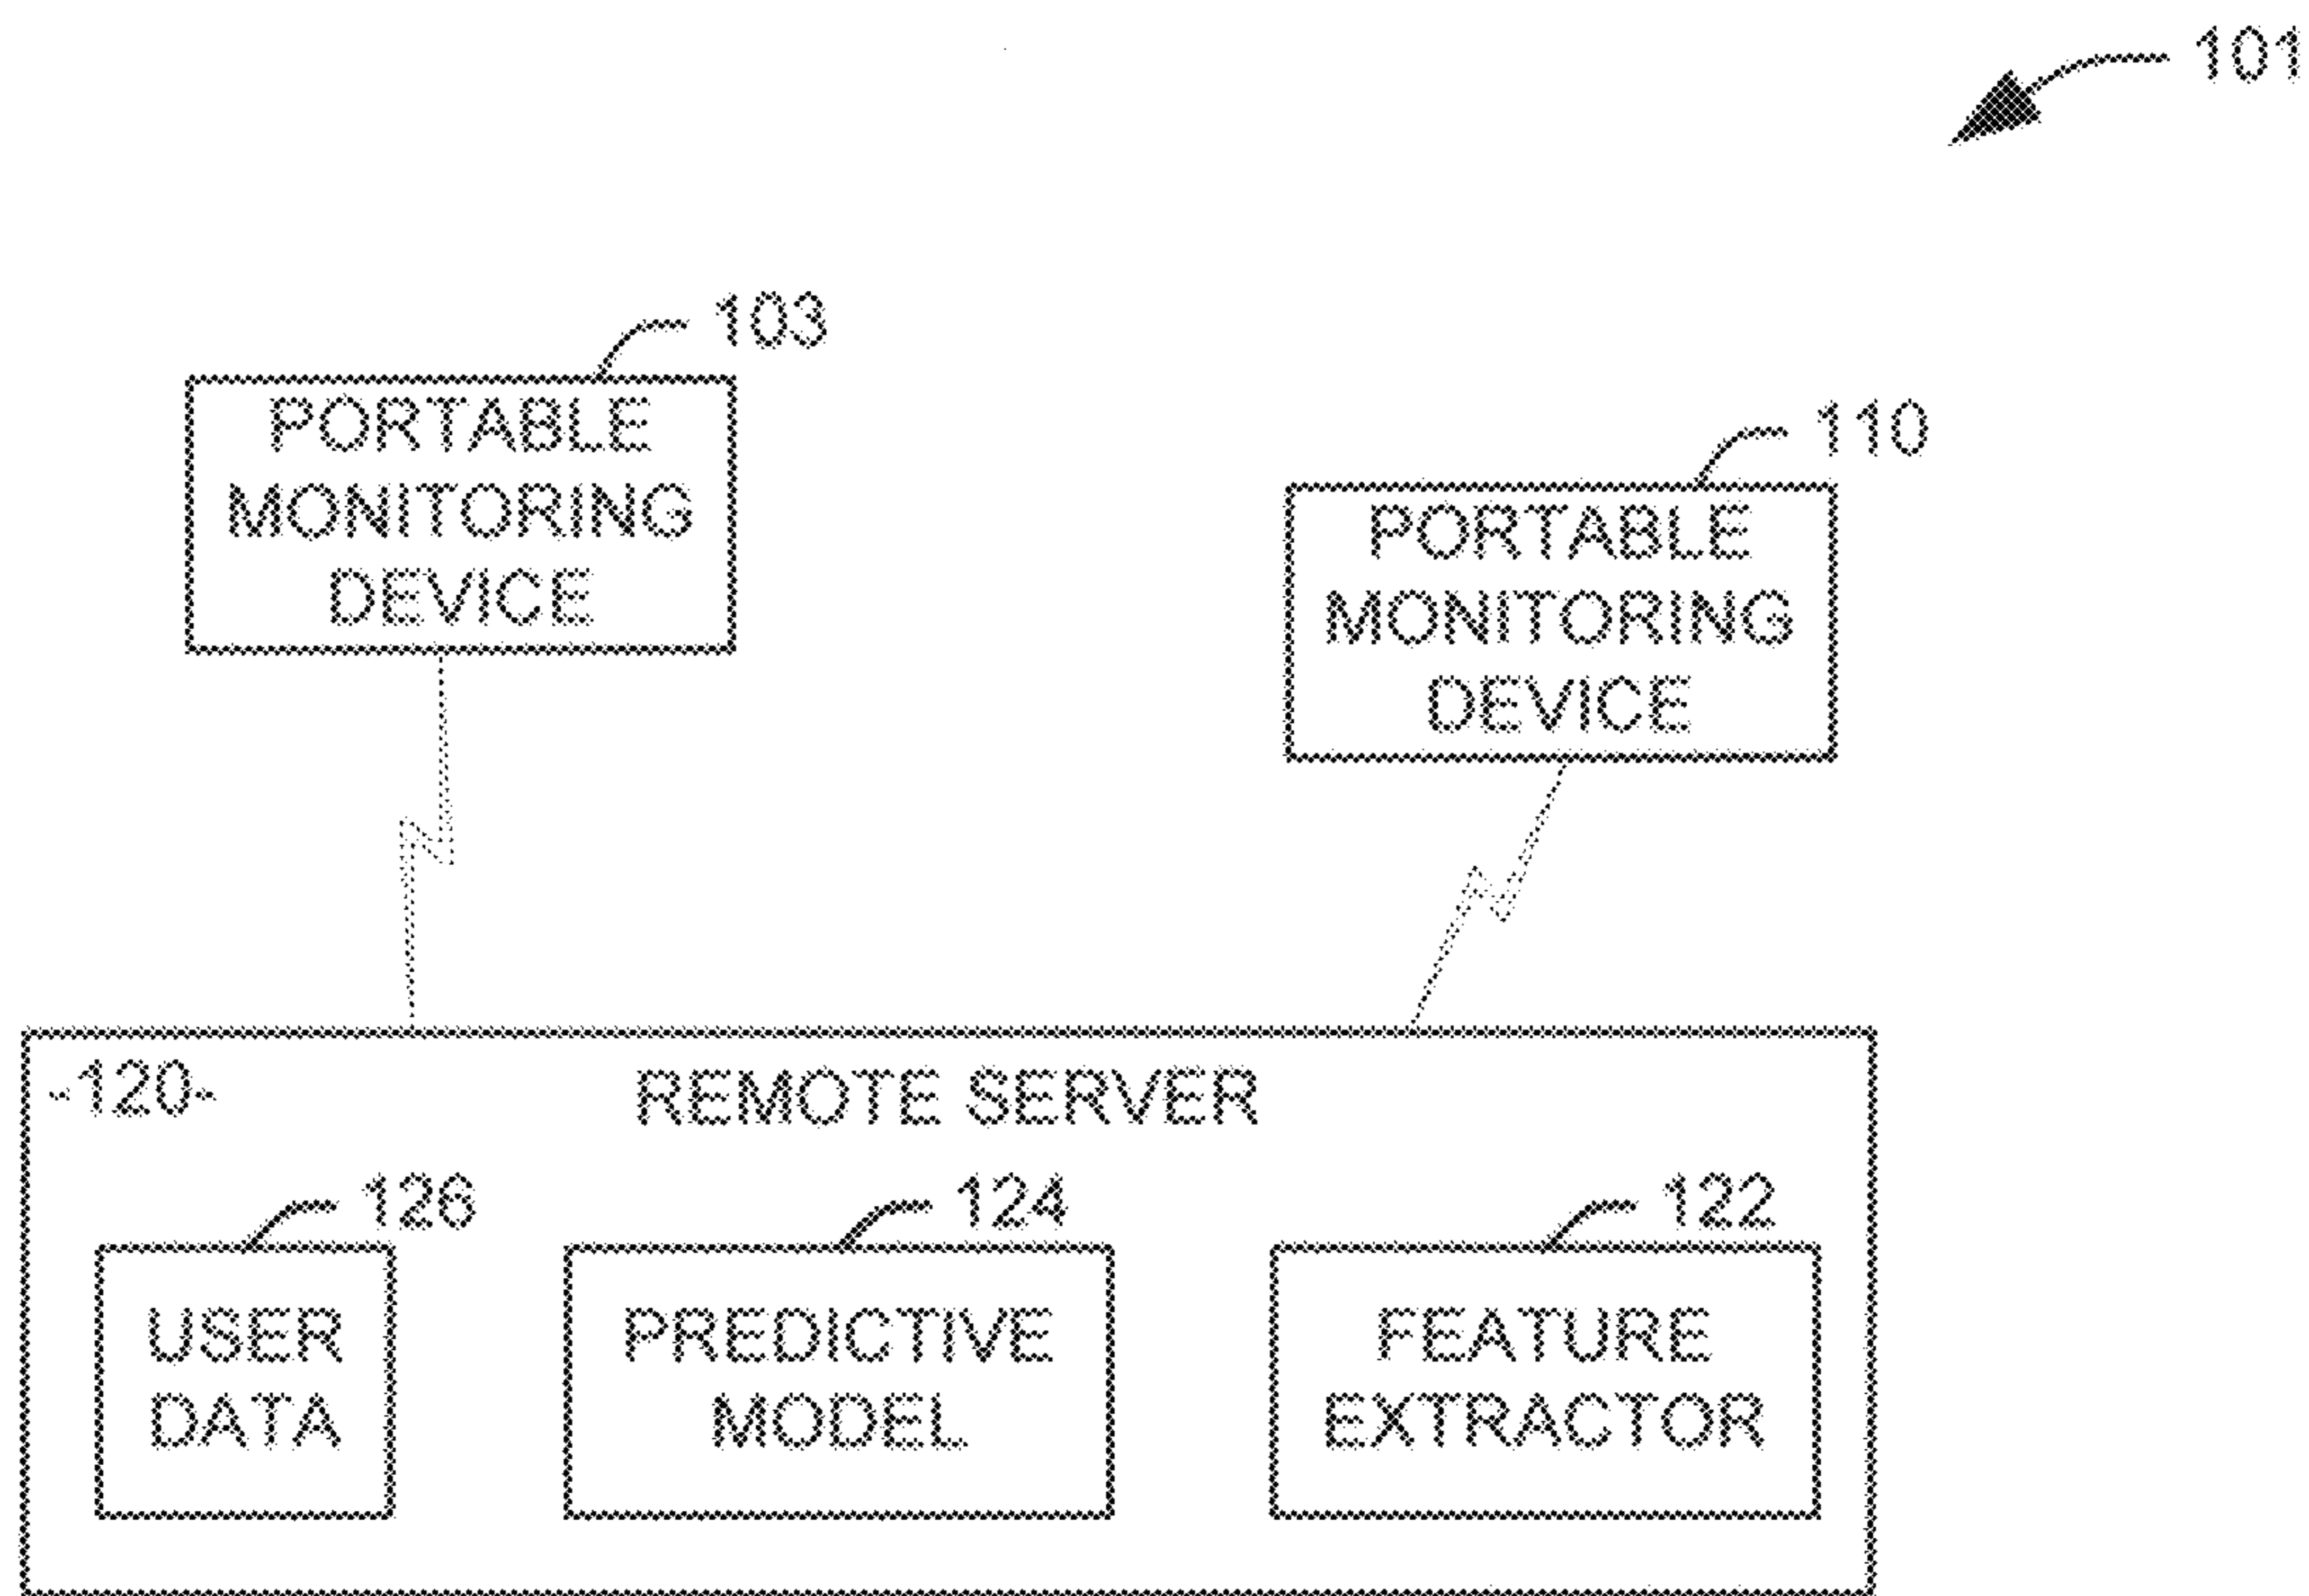 101
103
PORTABLE
MONITORING
DEVICE
110
PORTABLE
MONITORING
DEVICE
-120-
REMOTE SERVER
126
USER
DATA
124
PREDICTIVE
MODEL
122
FEATURE
EXTRACTOR